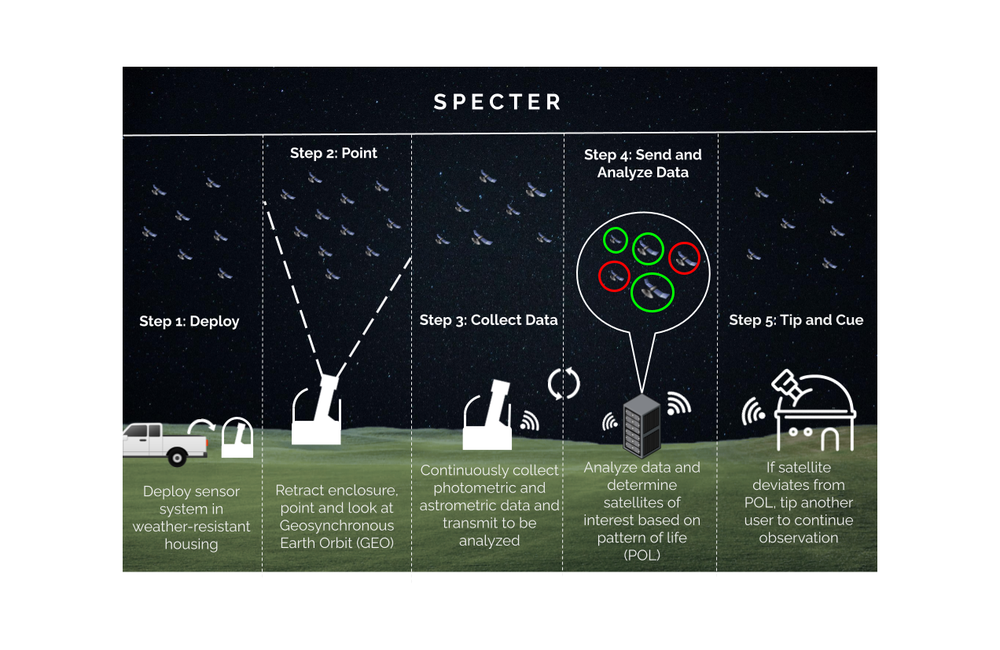 SPECTER
Step 1: Deploy
Deploy sensor
system in
weather-resistant
housing
Step 2: Point
Retract enclosure,
point and look at
Geosynchronous
Earth Orbit (GEO)
Step 3: Collect Data
Continuously collect
photometric and
astrometric data and
transmit to be
analyzed
Step 4: Send and
Analyze Data
Analyze data and
determine
satellites of
interest based on
pattern of life
(POL)
Step 5: Tip and Cue
If satellite
deviates from
POL, tip another
user to continue
observation